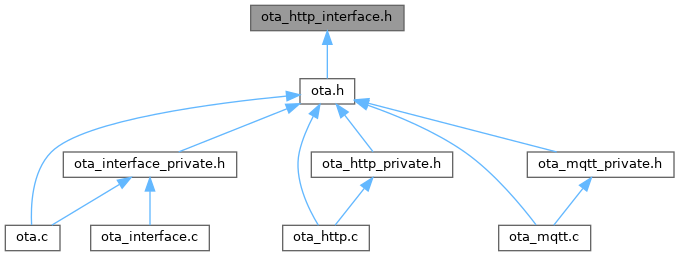 ota_http_interface.h
ota.h
ota_interface_private.h
ota_http_private.h
ota_mqtt_private.h
ota.c
ota_interface.c
ota_http.c
ota_mqtt.c